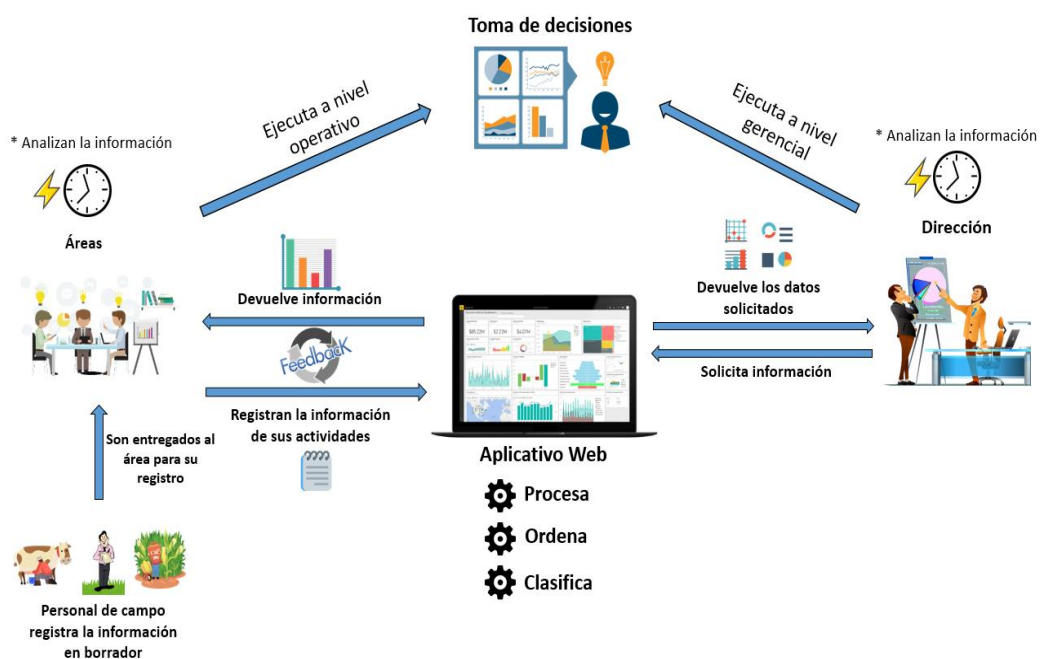 Toma de decisiones
Ejecuta a nivel
operativo
Ejecuta a nivel
gerencial
* Analizan la información
* Analizan la información
Áreas
Dirección
Devuelve información
Devuelve los datos
solicitados
FeedbacK
Solicita información
Registran la información
de sus actividades
Son entregados al
área para su
registro
Aplicativo Web
Procesa
Ordena
Clasifica
Personal de campo
registra la información
en borrador